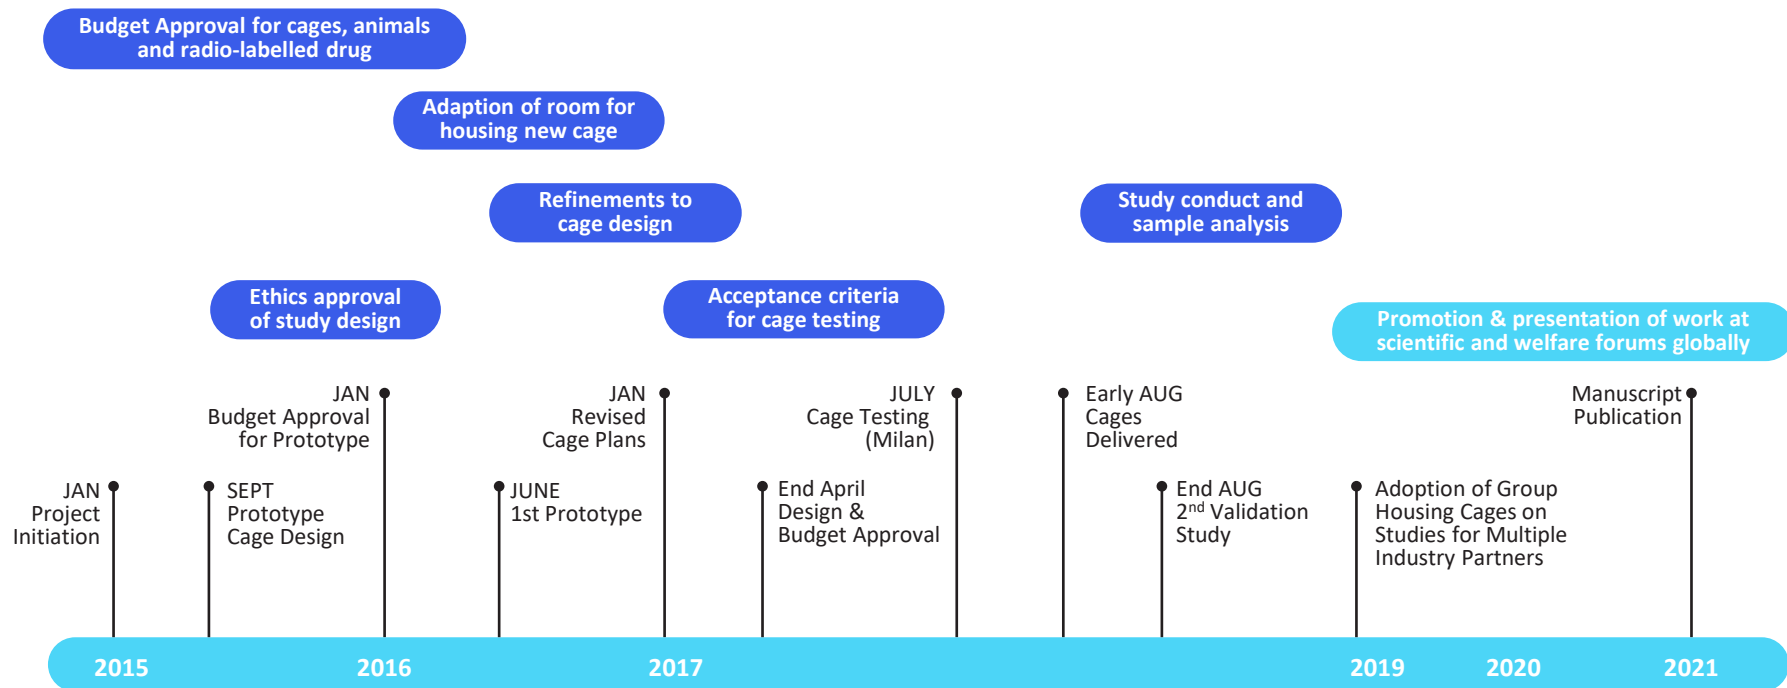 Budget Approval for cages, animals
and radio-labelled drug
Adaption of room for
housing new cage
Refinements to
cage design
Study conduct and
sample analysis
Ethics approval
of study design
Acceptance criteria
for cage testing
Promotion & presentation of work at
scientific and welfare forums globally
JAN
Project
Initiation
SEPT
Prototype
Cage Design
JAN
Budget Approval
for Prototype
JUNE
1st Prototype
JAN
Revised
Cage Plans
End April
Design &
Budget Approval
JULY
Cage Testing
(Milan)
Early AUG
Cages
Delivered
End AUG
2nd Validation
Study
Adoption of Group
Housing Cages on
Studies for Multiple
Industry Partners
Manuscript
Publication
2015
2016
2017
2019
2020
2021